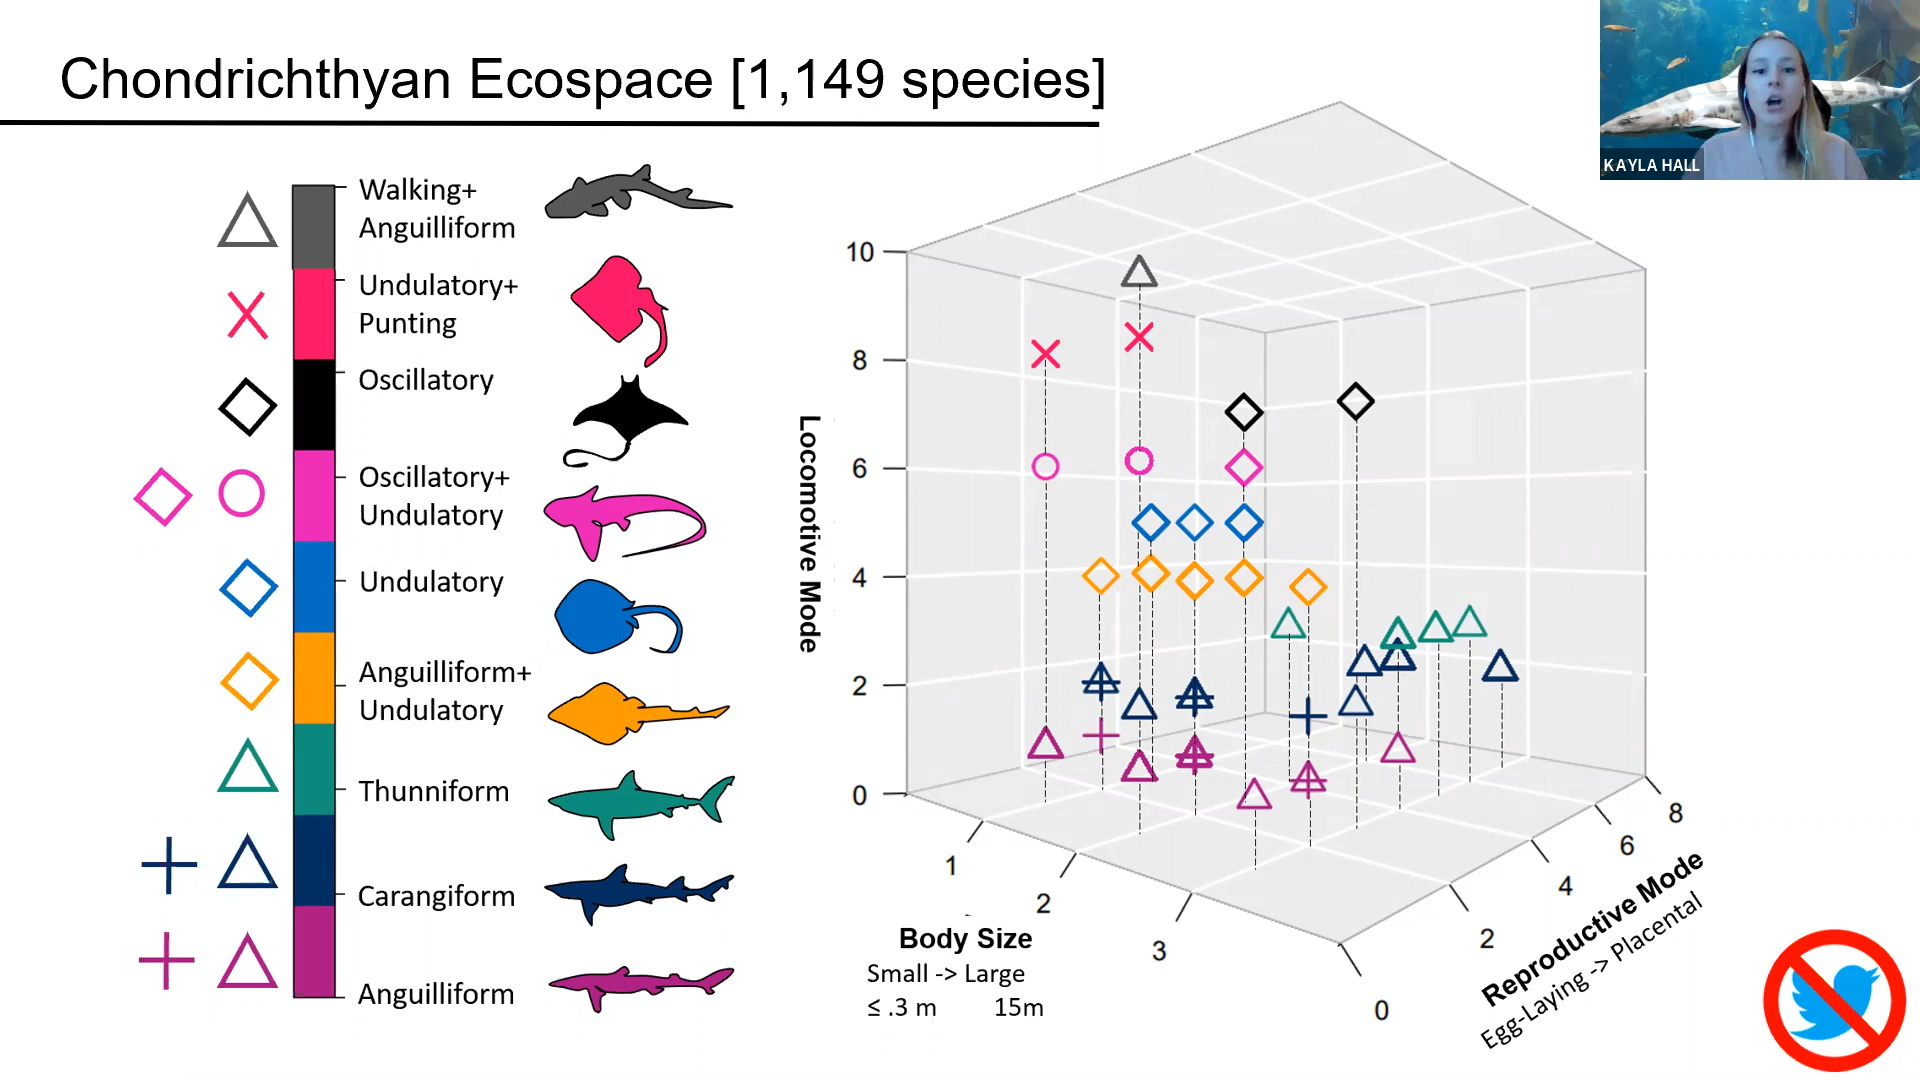 Chondrichthyan Ecospace [1,149 species]
KAYLA HALL
Walking+
Anguilliform
Undulatory+
Punting
Oscillatory
Oscillatory+
Undulatory
Undulatory
Anguilliform+
Undulatory
Thunniform
Carangiform
Anguilliform
Locomotive Mode
10
8
6
4
2
0
1
2
3
Body Size
Small -> Large
≤ .3 m 15m
0
2
4
6
8
Reproductive Mode
Egg-Laying -> Placental